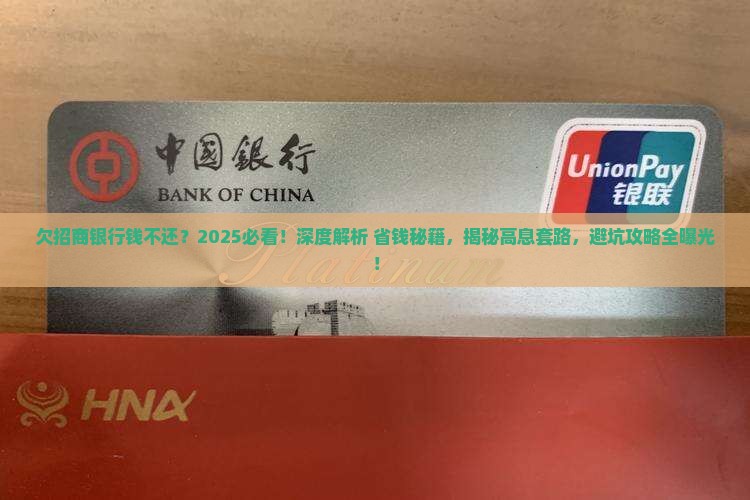 中國銀行
BANK OF CHINA
UnionPay
银联
欠招商银行钱不还？2025必看！深度解析 省钱秘籍，揭秘高息套路，避坑攻略全曝光
！
Platinum
HNA